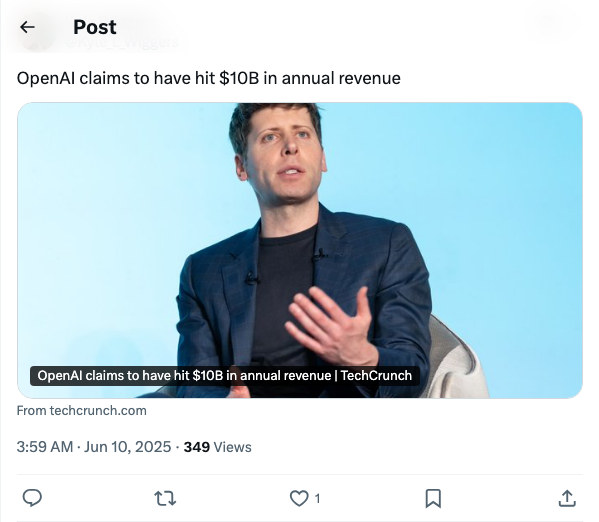 Post
OpenAI claims to have hit $10B in annual revenue
OpenAI claims to have hit $10B in annual revenue | TechCrunch
From techcrunch.com
3:59 AM · Jun 10, 2025 · 349 Views
1